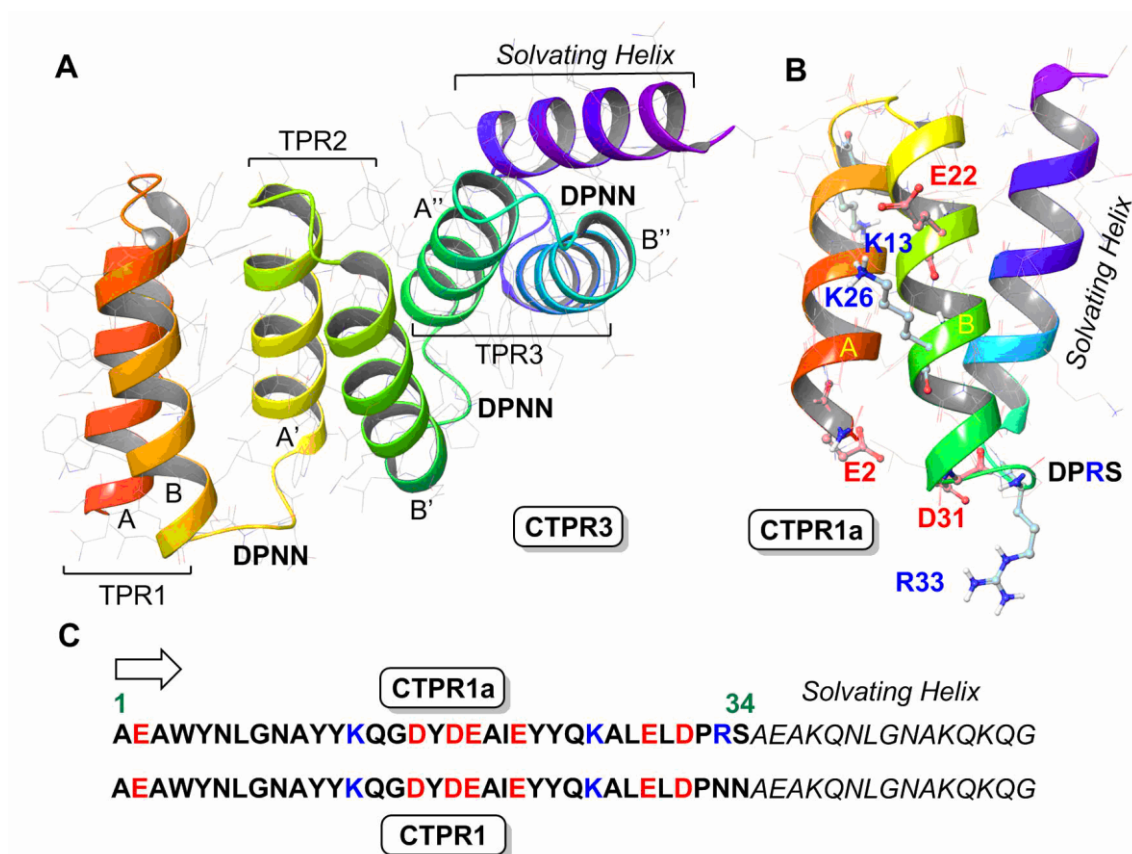 A
Solvating Helix
B
TPR2
E22
DPNN
A''
B''
K13
K26
TPR3
B
A
Solvating Helix
DPNN
A'
E2
DPRS
A
B
B'
D31
DPNN
CTPR3
CTPR1a
TPR1
R33
C
CTPR1a
Solvating Helix
1
34
AEAWYNLGNAYYKQGDYDEAIEYYQKALELDPRSAEAKQNLGNAKQKQG
AEAWYNLGNAYYKQGDYDEAIEYYQKALELDPNNAEAKQNLGNAKQKQG
CTPR1